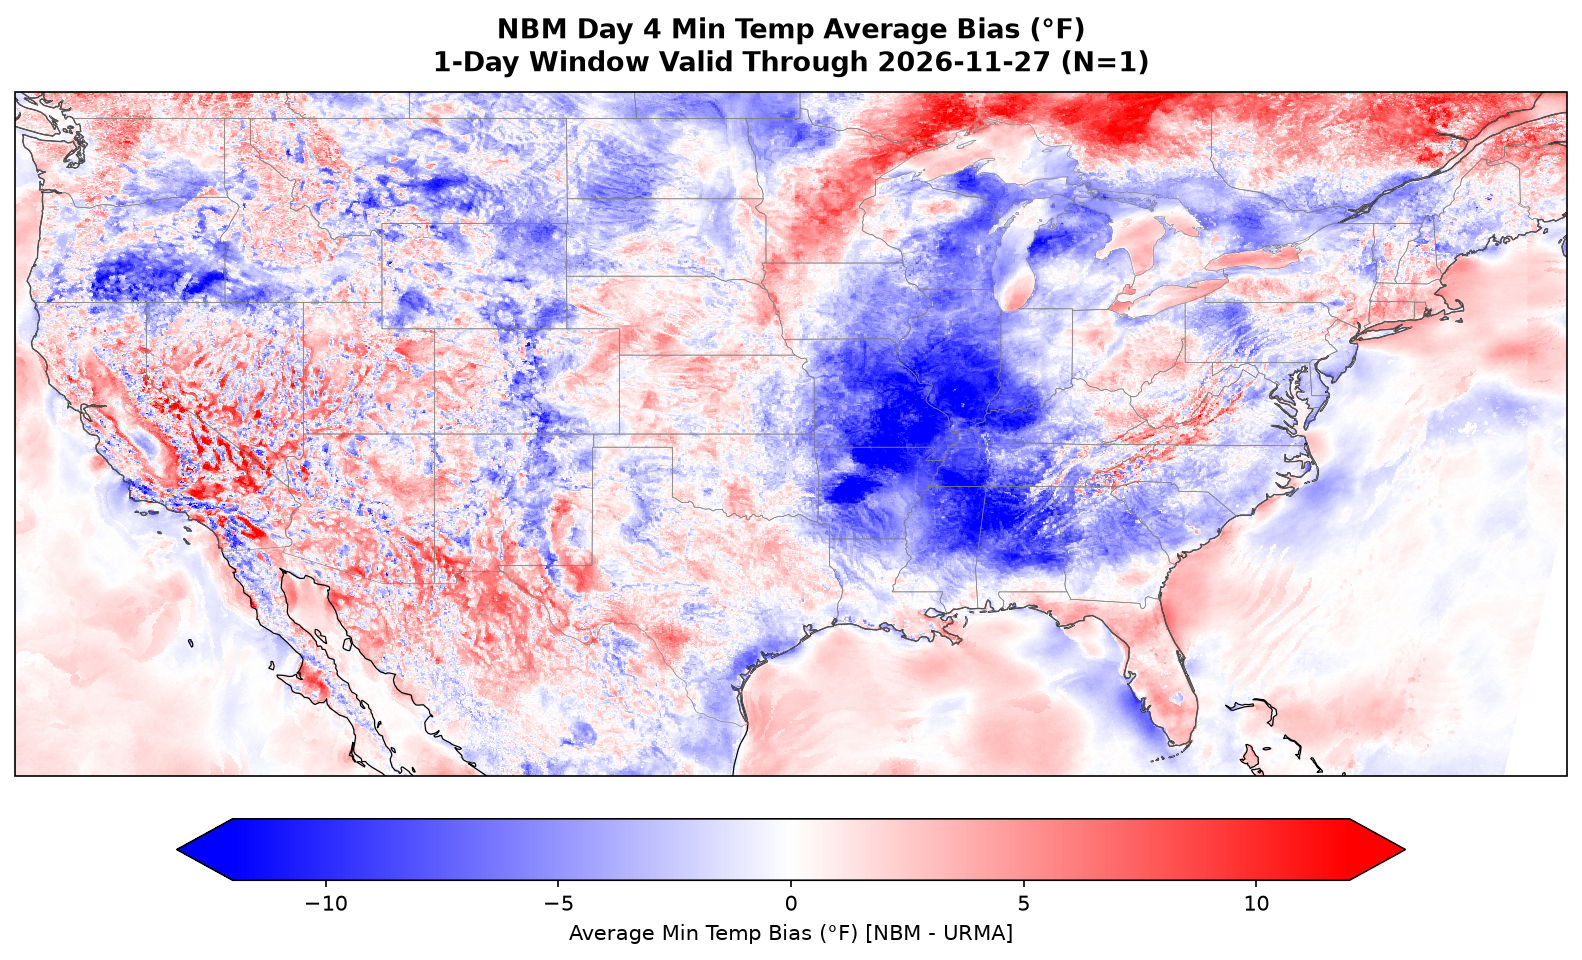 NBM Day 4 Min Temp Average Bias (°F)
1-Day Window Valid Through 2026-11-27 (N=1)
−10 −5 0 5 10
Average Min Temp Bias (°F) [NBM - URMA]